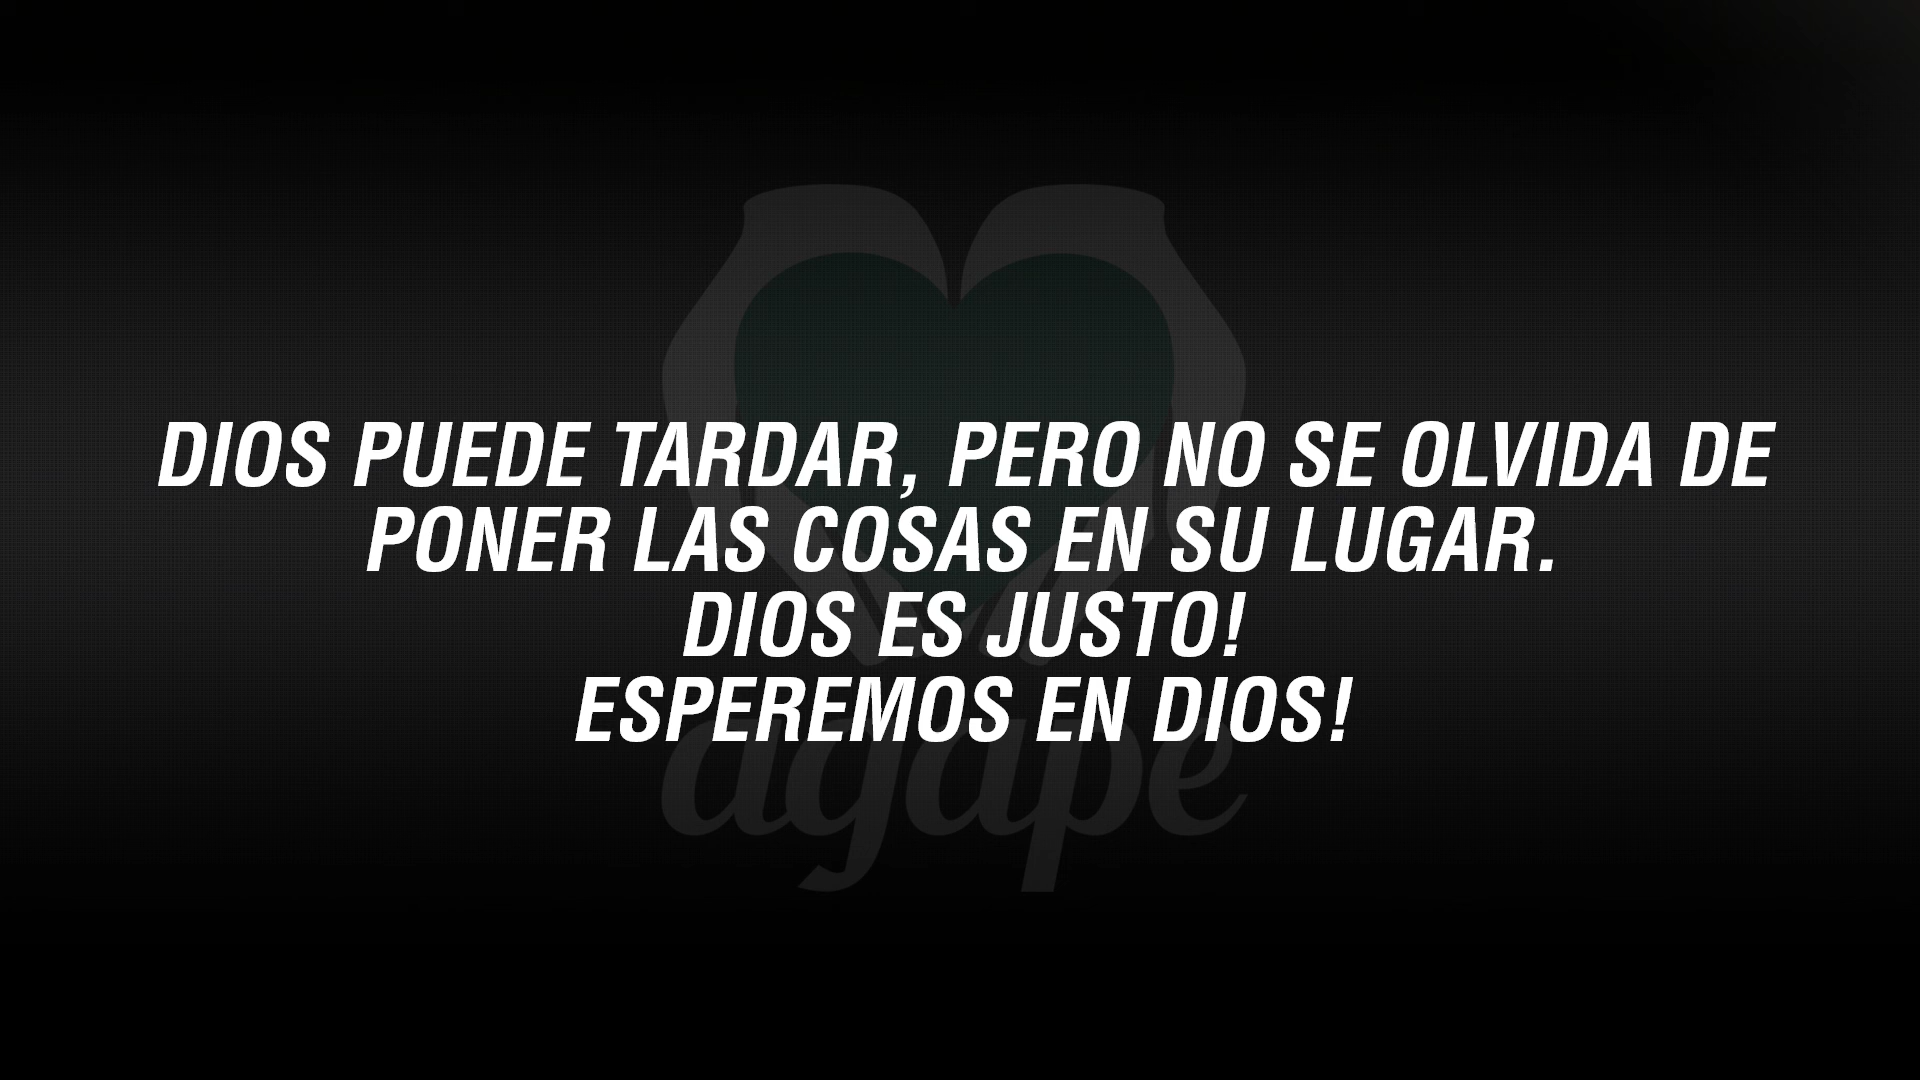 DIOS PUEDE TARDAR, PERO NO SE OLVIDA DE
PONER LAS COSAS EN SU LUGAR.
DIOS ES JUSTO!
ESPEREMOS EN DIOS!
agape